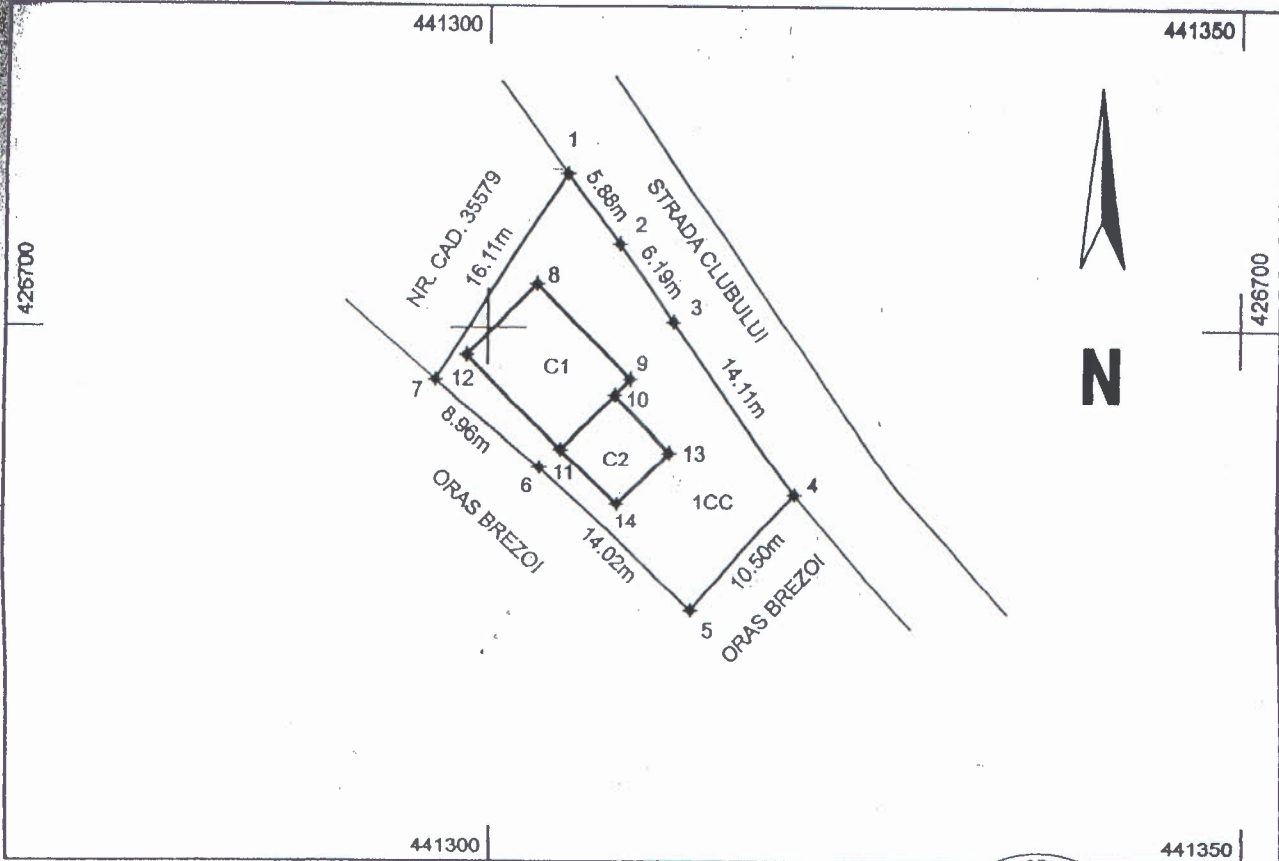 441300
441350
1
5.88m
STRADA CLUBULUI
NR. CAD. 35579
16.11m
2
6.19m
3
8
426700
426700
C1
9
14.11m
N
7
12
10
8.96m
11
C2
13
6
1CC
4
14
ORAS BREZOI
14.02m
10.50m
5
ORAS BREZOI
441300
441350